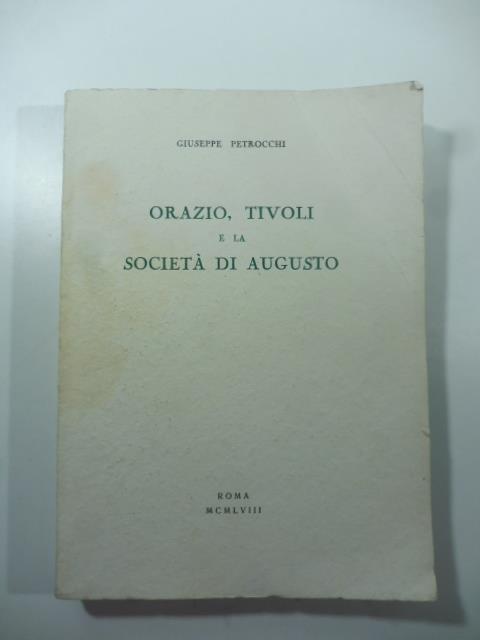 GIUSEPPE PETROCCHI
ORAZIO, TIVOLI
E LA
SOCIETÀ DI AUGUSTO
ROMA
MCMLVIII